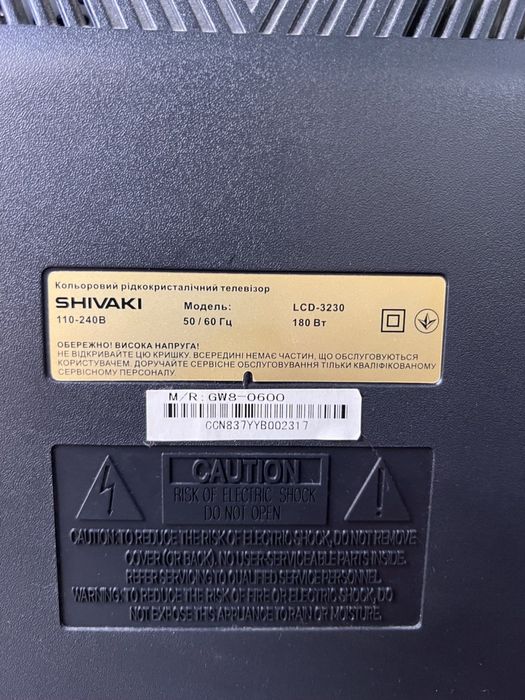 Кольоровий рідкокристалічний телевізор
SHIVAKI Модель: LCD-3230
110-240В 50 / 60 Гц 180 Вт
ОБЕРЕЖНО! ВИСОКА НАПРУГА!
НЕ ВІДКРИВАЙТЕ ЦЮ КРИШКУ. ВСЕРЕДИНІ НЕМАЄ ЧАСТИН, ЩО ОБСЛУГОВУЮТЬСЯ
КОРИСТУВАЧЕМ. ДОРУЧАЙТЕ СЕРВІСНЕ ОБСЛУГОВУВАННЯ ТІЛЬКИ КВАЛІФІКОВАНОМУ
СЕРВІСНОМУ ПЕРСОНАЛУ.
M/R:GW8-0600
CCN837YYB002317
CAUTION
RISK OF ELECTRIC SHOCK
DO NOT OPEN
CAUTION:TO REDUCE THE RISK OF ELECTRIC SHOCK, DO NOT REMOVE
COVER (OR BACK). NO USER-SERVICEABLE PARTS INSIDE.
REFER SERVICING TO QUALIFIED SERVICE PERSONNEL.
WARNING: TO REDUCE THE RISK OF FIRE OR ELECTRIC SHOCK, DO
NOT EXPOSE THIS APPLIANCE TO RAIN OR MOISTURE.